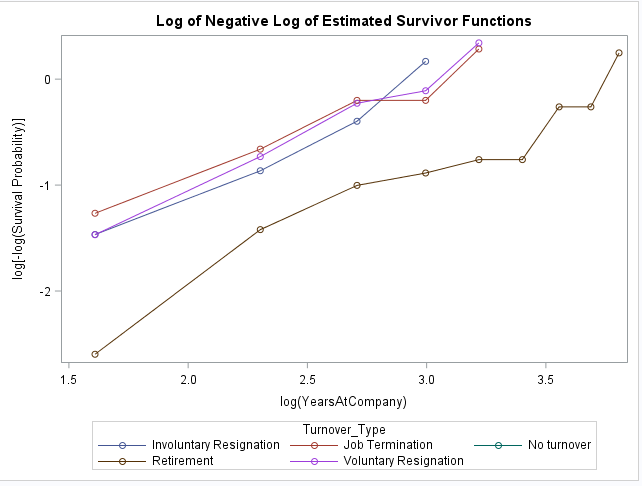 Log of Negative Log of Estimated Survivor Functions
log[-log(Survival Probability)]
0
-1
-2
1.5 2.0 2.5 3.0 3.5
log(YearsAtCompany)
Turnover_Type
Involuntary Resignation Job Termination No turnover
Retirement Voluntary Resignation